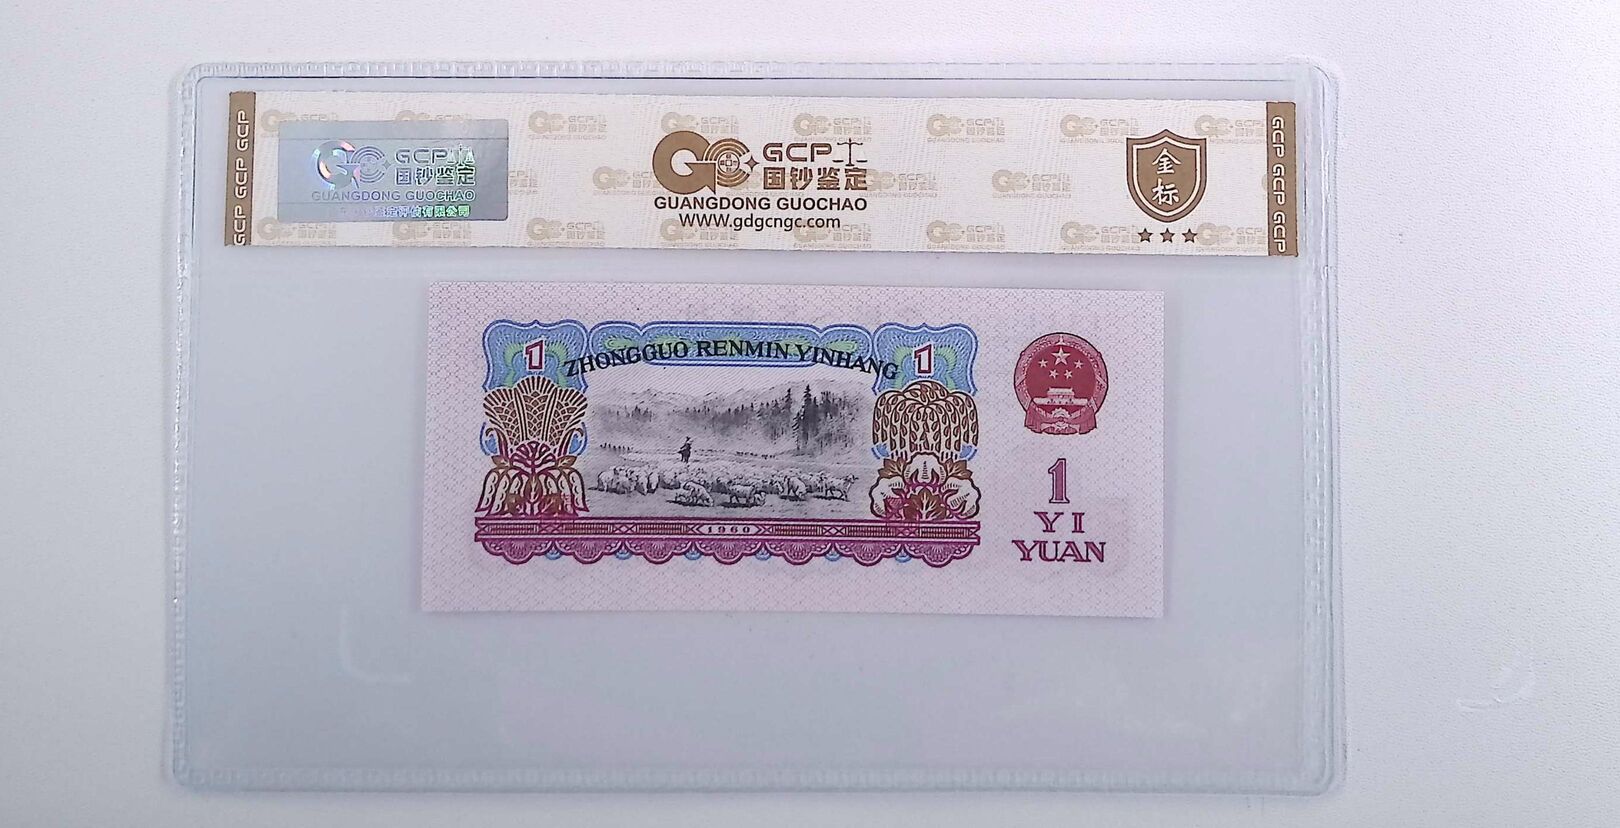 GCP GCP GCP
GCP
国钞鉴定
GUANGDONG GUOCHAO
GCP
国钞鉴定
GUANGDONG GUOCHAO
WWW.gdgcngc.com
金
标
GCP GCP GCP
ZHONGGUO RENMIN YINHANG
1
1
1960
1
YI
YUAN